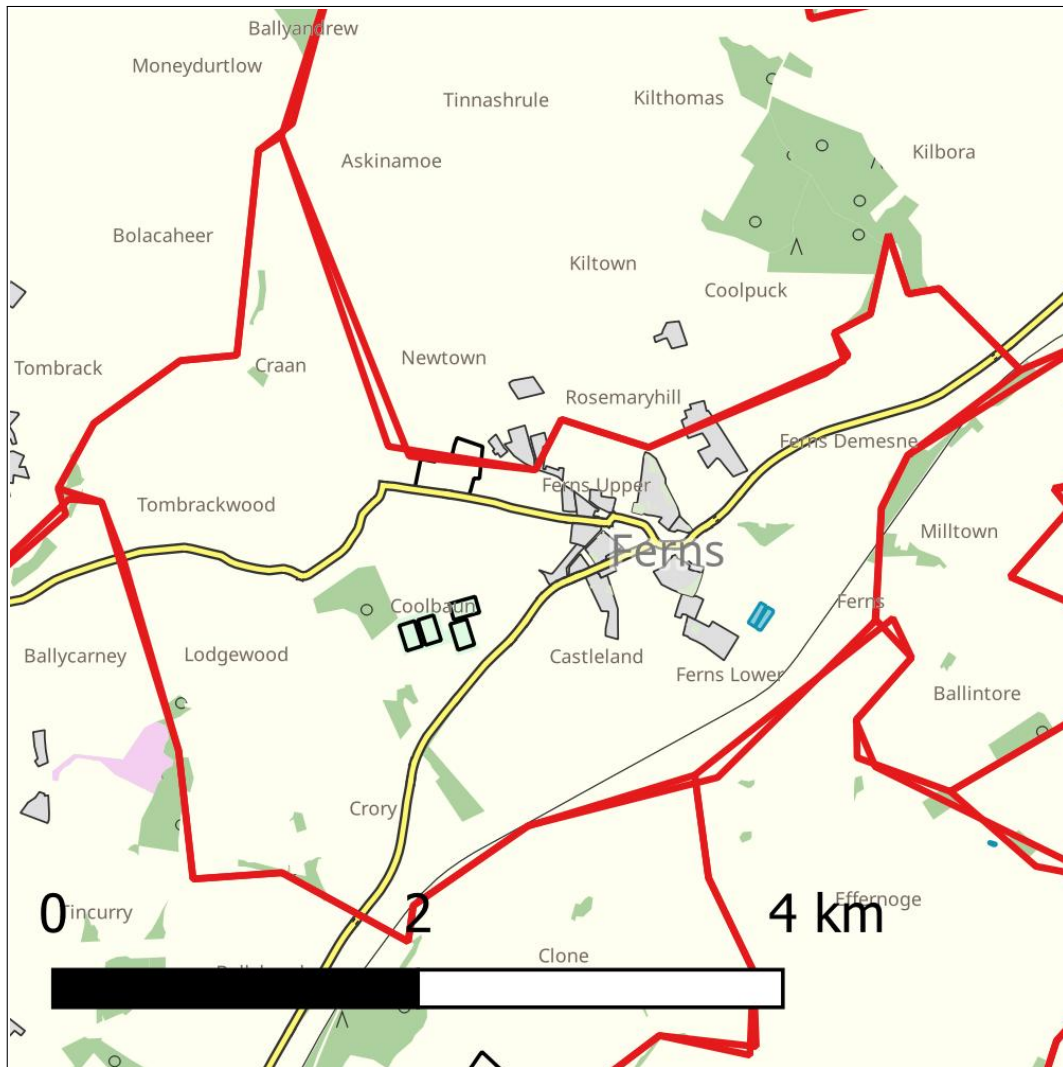 Ballyandrew
Moneydurtlow
Tinnashrule
Kilthomas
Askinamoe
Kilbora
Bolacaheer
Kiltown
Coolpuck
Newtown
Tombrack
Craan
Rosemaryhill
Ferns Demesne
Ferns Upper
Tombrackwood
Milltown
Ferns
Coolbaun
Ferns
Ballycarney
Lodgewood
Castleland
Ferns Lower
Ballintore
Crory
Effernoge
Tincurry
0
2
4 km
Clone